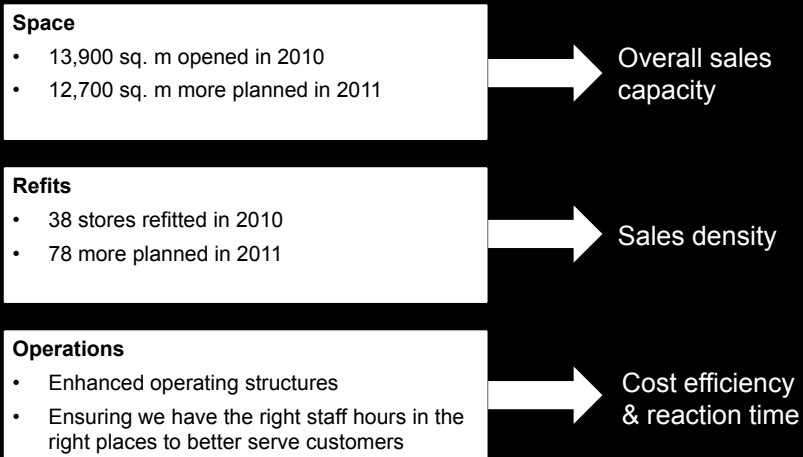 Space
• 13,900 sq. m opened in 2010
• 12,700 sq. m more planned in 2011
Overall sales
capacity
Refits
• 38 stores refitted in 2010
• 78 more planned in 2011
Sales density
Operations
• Enhanced operating structures
• Ensuring we have the right staff hours in the
right places to better serve customers
Cost efficiency
& reaction time